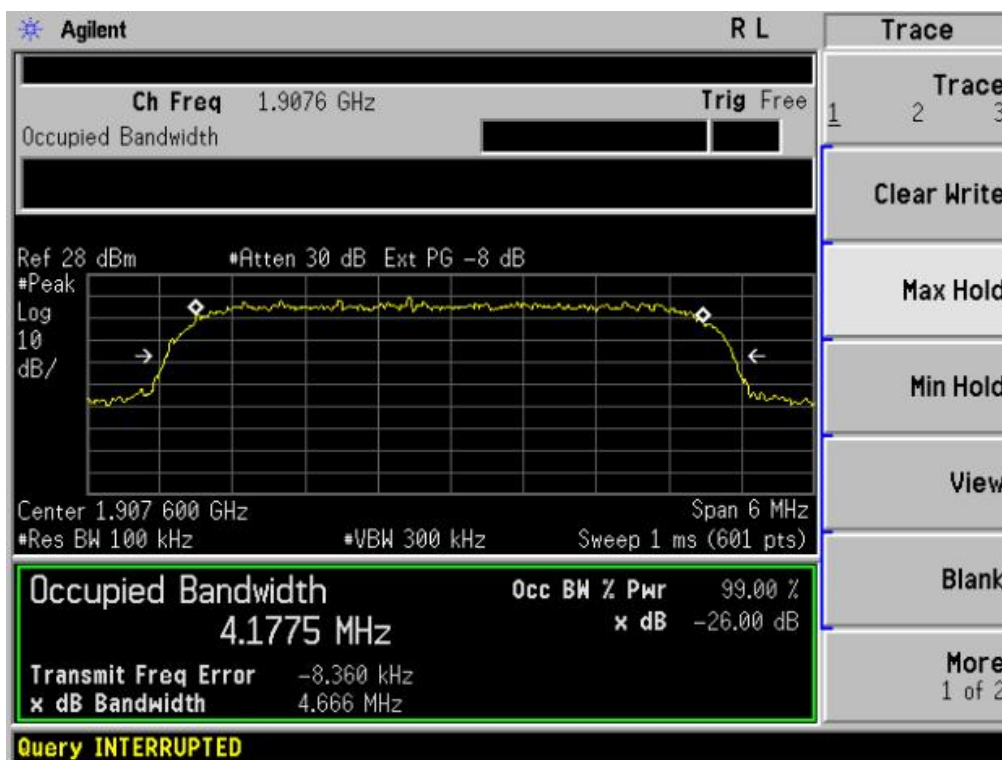 Agilent R L Trace
Ch Freq 1.9076 GHz Trig Free
Occupied Bandwidth
Trace
1 2 3
Clear Write
Ref 28 dBm #Atten 30 dB Ext PG -8 dB
#Peak
Log
10
dB/
Max Hold
Min Hold
View
Center 1.907 600 GHz Span 6 MHz
#Res BW 100 kHz #VBW 300 kHz Sweep 1 ms (601 pts)
Occupied Bandwidth Occ BW % Pwr 99.00 %
4.1775 MHz x dB -26.00 dB
Transmit Freq Error -8.360 kHz
x dB Bandwidth 4.666 MHz
Blank
More
1 of 2
Query INTERRUPTED